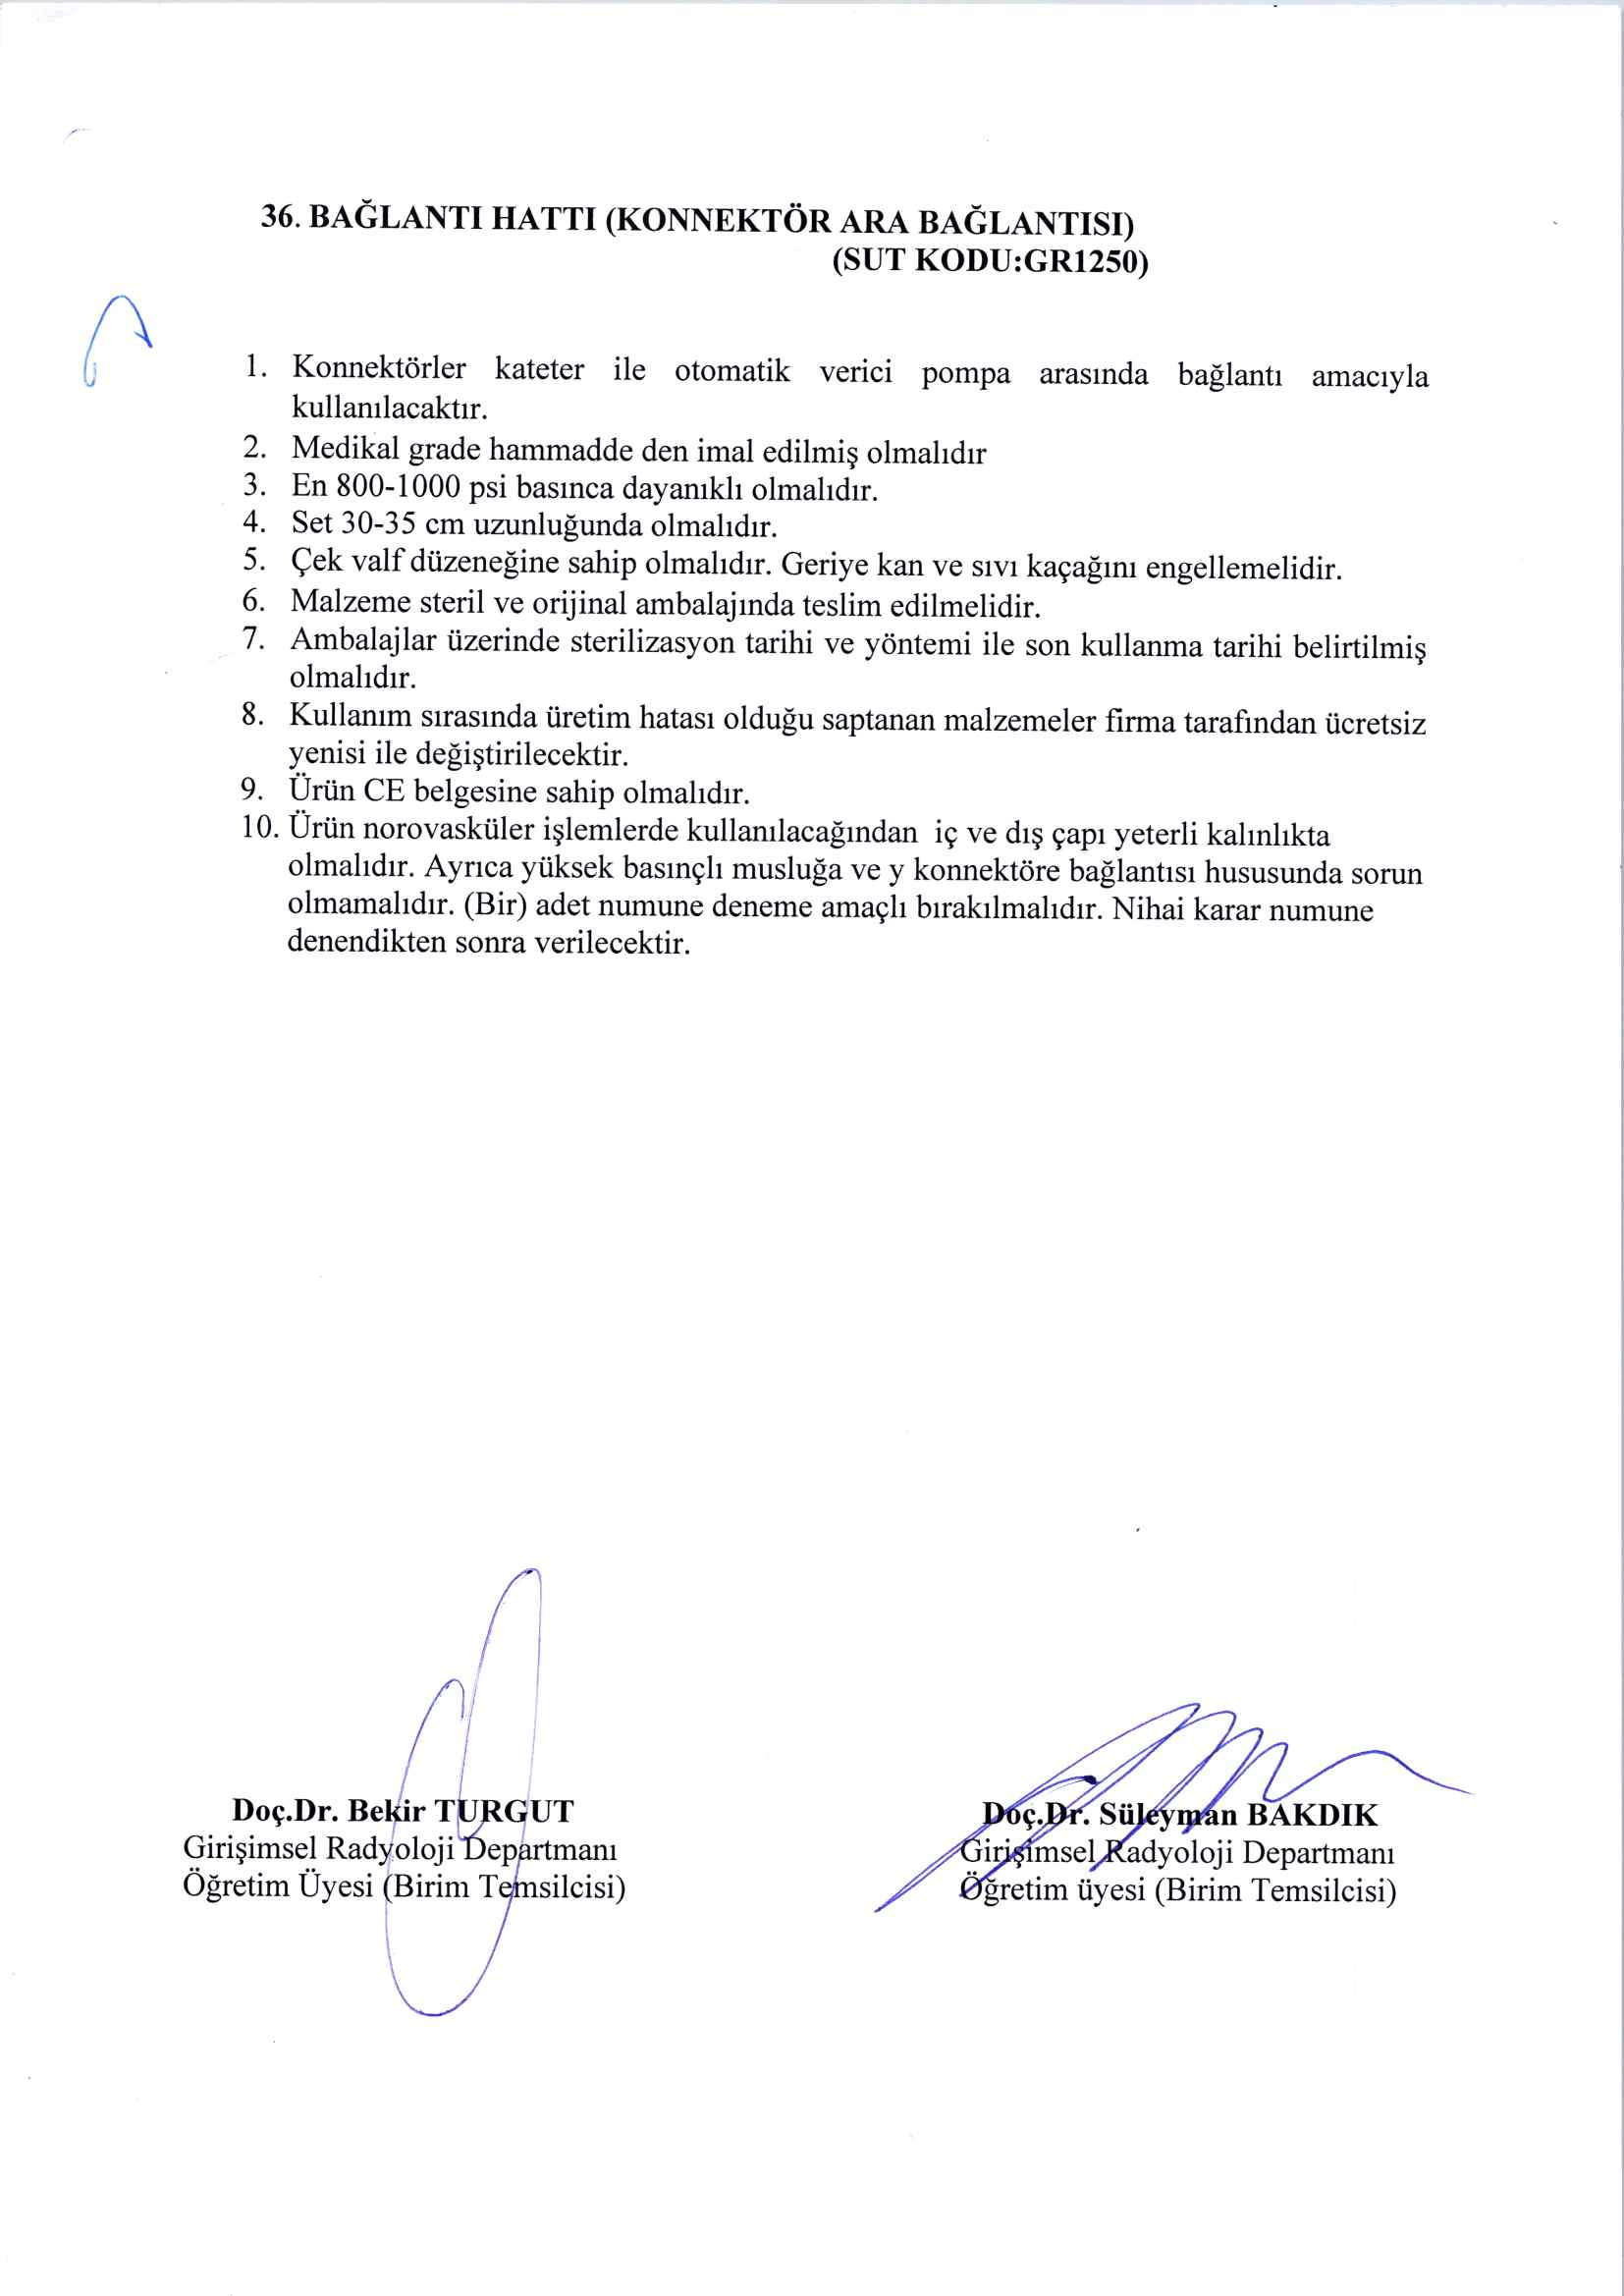 36. BAĞLANTI HATTI (KONNEKTÖR ARA BAĞLANTISI)
(SUT KODU:GR1250)
1. Konnektörler kateter ile otomatik verici pompa arasında bağlantı amacıyla
kullanılacaktır.
2. Medikal grade hammadde den imal edilmiş olmalıdır
3. En 800-1000 psi basınca dayanıklı olmalıdır.
4. Set 30-35 cm uzunluğunda olmalıdır.
5. Çek valf düzeneğine sahip olmalıdır. Geriye kan ve sıvı kaçağını engellemelidir.
6. Malzeme steril ve orijinal ambalajında teslim edilmelidir.
7. Ambalajlar üzerinde sterilizasyon tarihi ve yöntemi ile son kullanma tarihi belirtilmiş
olmalıdır.
8. Kullanım sırasında üretim hatası olduğu saptanan malzemeler firma tarafından ücretsiz
yenisi ile değiştirilecektir.
9. Ürün CE belgesine sahip olmalıdır.
10. Ürün norovasküler işlemlerde kullanılacağından iç ve dış çapı yeterli kalınlıkta
olmalıdır. Ayrıca yüksek basınçlı musluğa ve y konnektöre bağlantısı hususunda sorun
olmamalıdır. (Bir) adet numune deneme amaçlı bırakılmalıdır. Nihai karar numune
denendikten sonra verilecektir.
Doç.Dr. Bekir TURGUT
Girişimsel Radyoloji Departmanı
Öğretim Üyesi (Birim Temsilcisi)
Doç.Dr. Süleyman BAKDIK
Girişimsel Radyoloji Departmanı
Öğretim üyesi (Birim Temsilcisi)